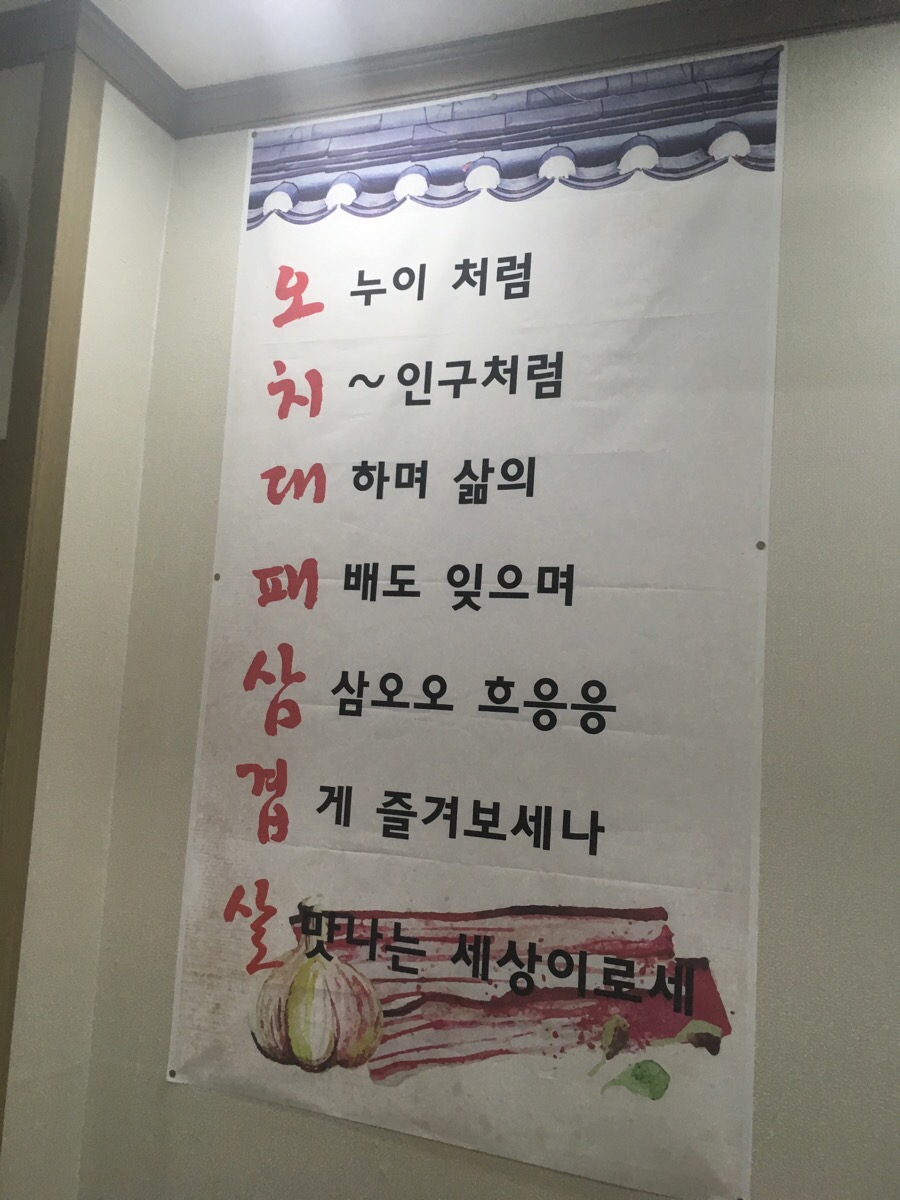 오 누이 처럼
치 ~인구처럼
대 하며 삶의
패 배도 잊으며
삼 삼오오 흐응응
겹 게 즐겨보세나
살 맛나는 세상이로세